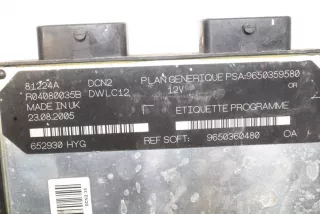 81224A DCN2 PLAN GENERIQUE PSA:9650359580
R04080035B DWLC12 12V
MADE IN UK
23.08.2005 ETIQUETTE PROGRAMME
652930 HYG REF SOFT: 9650360480 OA